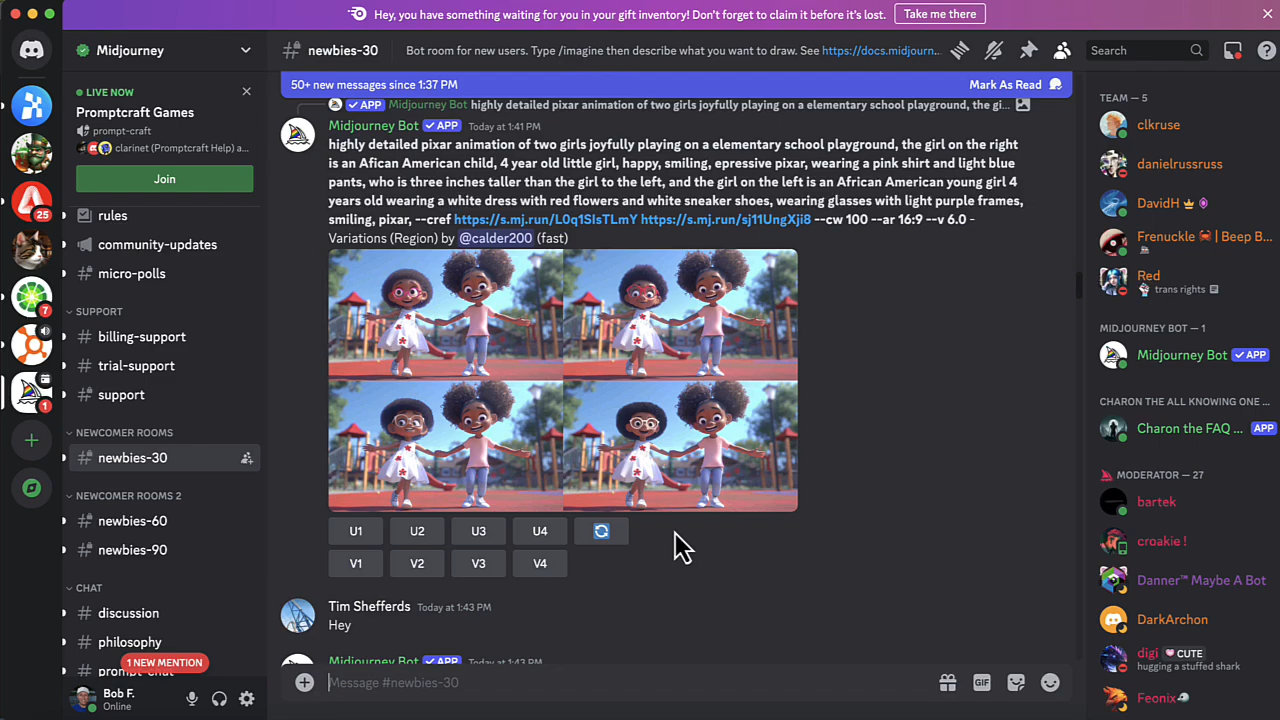 Hey, you have something waiting for you in your gift inventory! Don't forget to claim it before it's lost.
Take me there
Midjourney
newbies-30
Bot room for new users. Type /imagine then describe what you want to draw. See https://docs.midjourn...
Search
LIVE NOW
Promptcraft Games
prompt-craft
clarinet (Promptcraft Help) a...
Join
rules
community-updates
micro-polls
SUPPORT
billing-support
trial-support
support
NEWCOMER ROOMS
newbies-30
NEWCOMER ROOMS 2
newbies-60
newbies-90
CHAT
discussion
philosophy
prompt-chat
1 NEW MENTION
Bob F.
Online
25
7
1
50+ new messages since 1:37 PM
Mark As Read
APP Midjourney Bot highly detailed pixar animation of two girls joyfully playing on a elementary school playground, the gi...
Midjourney Bot APP Today at 1:41 PM
highly detailed pixar animation of two girls joyfully playing on a elementary school playground, the girl on the right
is an Afican American child, 4 year old little girl, happy, smiling, epressive pixar, wearing a pink shirt and light blue
pants, who is three inches taller than the girl to the left, and the girl on the left is an African American young girl 4
years old wearing a white dress with red flowers and white sneaker shoes, wearing glasses with light purple frames,
smiling, pixar, --cref https://s.mj.run/L0q1SIsTLmY https://s.mj.run/sj11UngXji8 --cw 100 --ar 16:9 --v 6.0 -
Variations (Region) by @calder200 (fast)
U1 U2 U3 U4
V1 V2 V3 V4
Tim Shefferds Today at 1:43 PM
Hey
Midjourney Bot APP Today at 1:43 PM
Message #newbies-30
GIF
TEAM — 5
clkruse
danielrussruss
DavidH
Frenuckle | Beep B...
Red
trans rights
MIDJOURNEY BOT — 1
Midjourney Bot APP
CHARON THE ALL KNOWING ONE ...
Charon the FAQ ... APP
MODERATOR — 27
bartek
croakie !
Danner™ Maybe A Bot
DarkArchon
digi CUTE
hugging a stuffed shark
Feonix